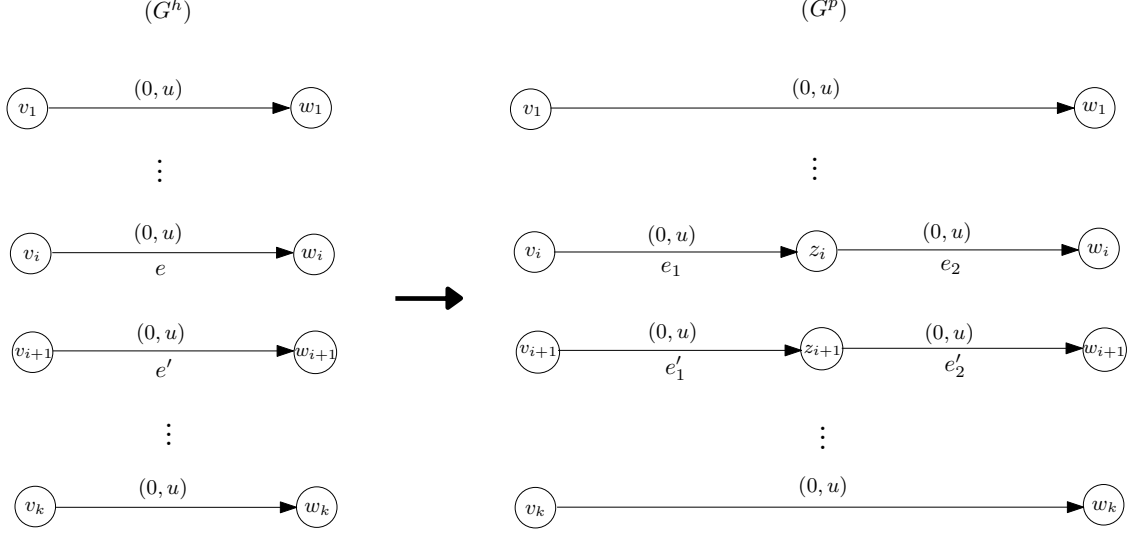 (G^h) (G^p)
(0, u) (0, u)
v_1 w_1 v_1 w_1
⋮ ⋮
(0, u) (0, u) (0, u)
v_i w_i v_i z_i w_i
e e_1 e_2
(0, u) (0, u) (0, u)
v_{i+1} w_{i+1} v_{i+1} z_{i+1} w_{i+1}
e' e'_1 e'_2
⋮ ⋮
(0, u) (0, u)
v_k w_k v_k w_k